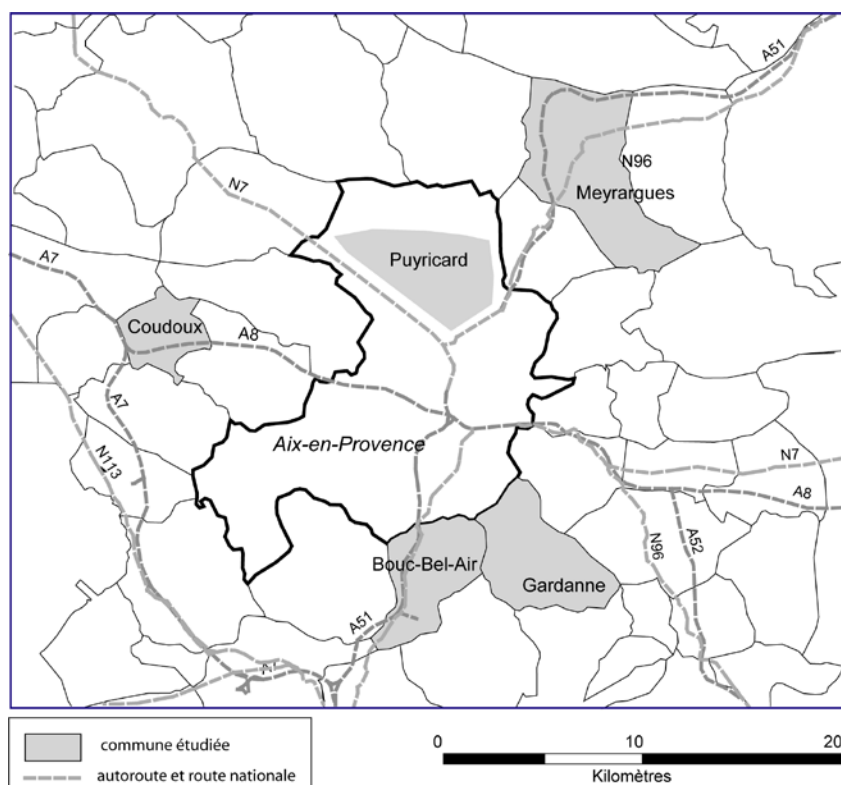 A51
N7
N96
Meyrargues
Puyricard
A7
Coudoux
A8
A7
Aix-en-Provence
N113
N7
A8
N96
A52
Bouc-Bel-Air
Gardanne
A51
commune étudiée
autoroute et route nationale
0 10 20
Kilomètres